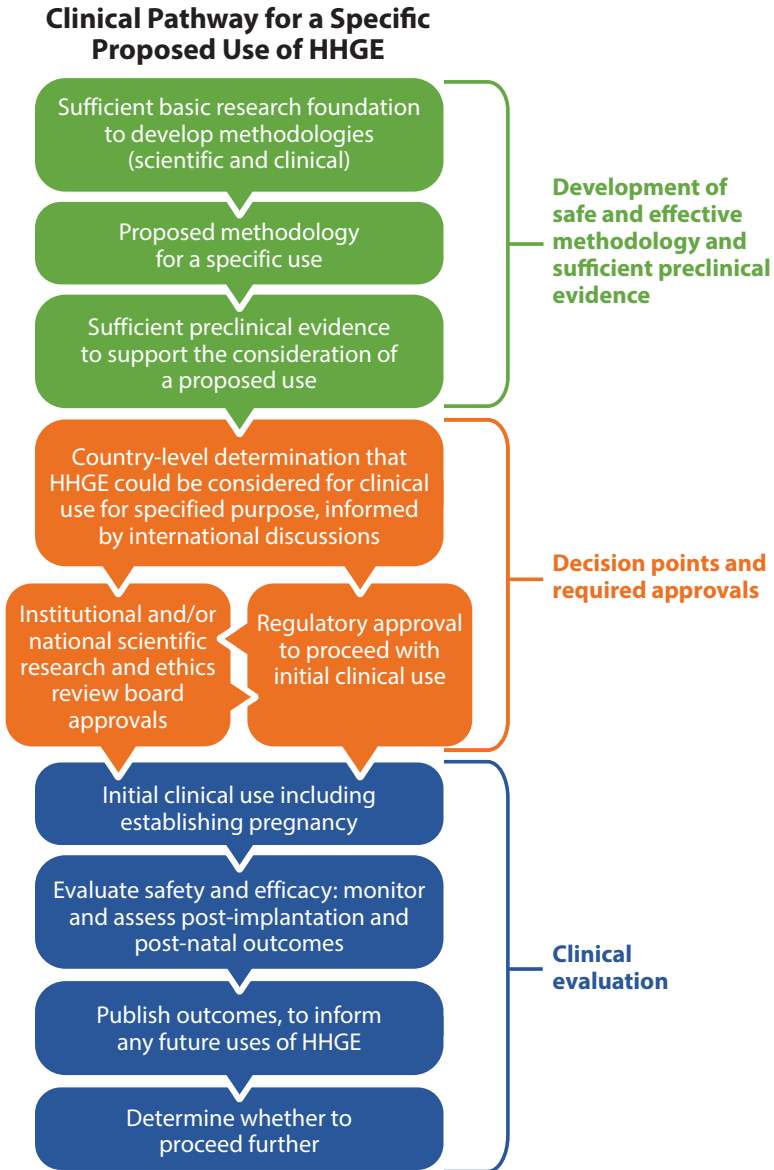 Clinical Pathway for a Specific
Proposed Use of HHGE
Sufficient basic research foundation
to develop methodologies
(scientific and clinical)
Proposed methodology
for a specific use
Sufficient preclinical evidence
to support the consideration of
a proposed use
Development of
safe and effective
methodology and
sufficient preclinical
evidence
Country-level determination that
HHGE could be considered for clinical
use for specified purpose, informed
by international discussions
Institutional and/or
national scientific
research and ethics
review board
approvals
Regulatory approval
to proceed with
initial clinical use
Decision points and
required approvals
Initial clinical use including
establishing pregnancy
Evaluate safety and efficacy: monitor
and assess post-implantation and
post-natal outcomes
Publish outcomes, to inform
any future uses of HHGE
Determine whether to
proceed further
Clinical
evaluation